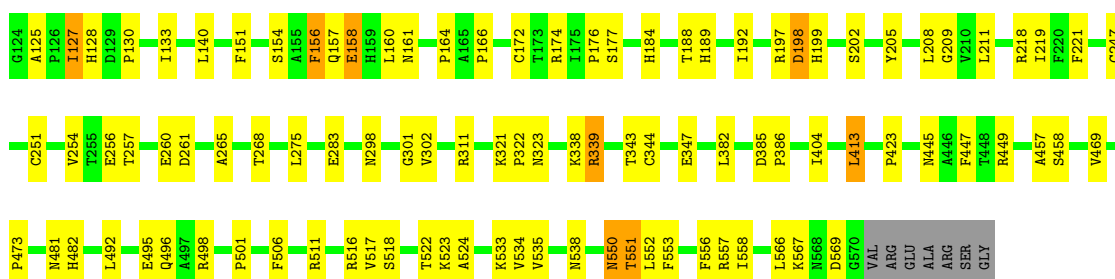 G124 A125 P126 I127 H128 D129 P130 I133 L140 F151 S154 A155 F156 Q157 E158 H159 L160 N161 P164 A165 P166 C172 T173 R174 I175 P176 S177 H184 T188 H189 I192 R197 D198 H199 S202 Y205 L208 G209 V210 L211 R218 I219 F220 F221
C251 V254 T255 E256 T257 E260 D261 A265 T268 L275 E283 N298 G301 V302 R311 K321 P322 N323 K338 R339 T343 C344 E347 L382 D385 P386 I404 L413 P423 N445 A446 F447 T448 R449 A457 S458 V469
P473 N481 H482 L492 E495 Q496 A497 R498 P501 F506 R511 R516 V517 S518 T522 K523 A524 K533 V534 V535 N538 N550 T551 L552 F553 F556 R557 I558 L566 K567 N568 D569 G570 VAL ARG GLU ALA ARG SER GLY